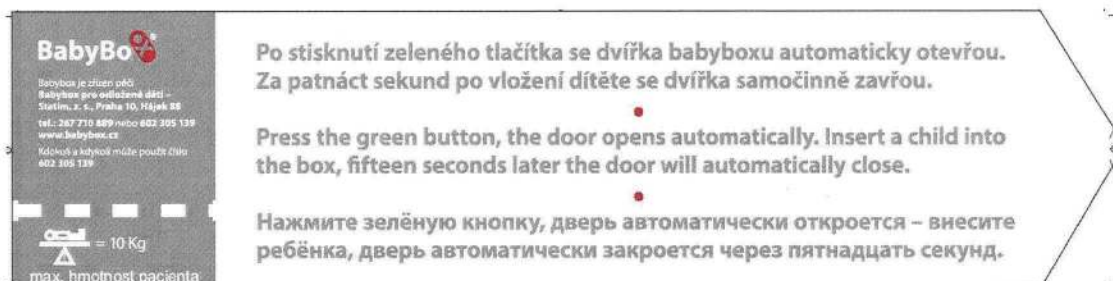 BabyBox
Babybox je zřízen péčí
Babybox pro odložené děti –
Statim, z. s., Praha 10, Hájek 88
tel.: 267 710 889 nebo 602 305 139
www.babybox.cz
Kdokoli a kdykoli může použít číslo
602 305 139
= 10 Kg
max. hmotnost pacienta
Po stisknutí zeleného tlačítka se dvířka babyboxu automaticky otevřou.
Za patnáct sekund po vložení dítěte se dvířka samočinně zavřou.
Press the green button, the door opens automatically. Insert a child into
the box, fifteen seconds later the door will automatically close.
Нажмите зелёную кнопку, дверь автоматически откроется – внесите
ребёнка, дверь автоматически закроется через пятнадцать секунд.